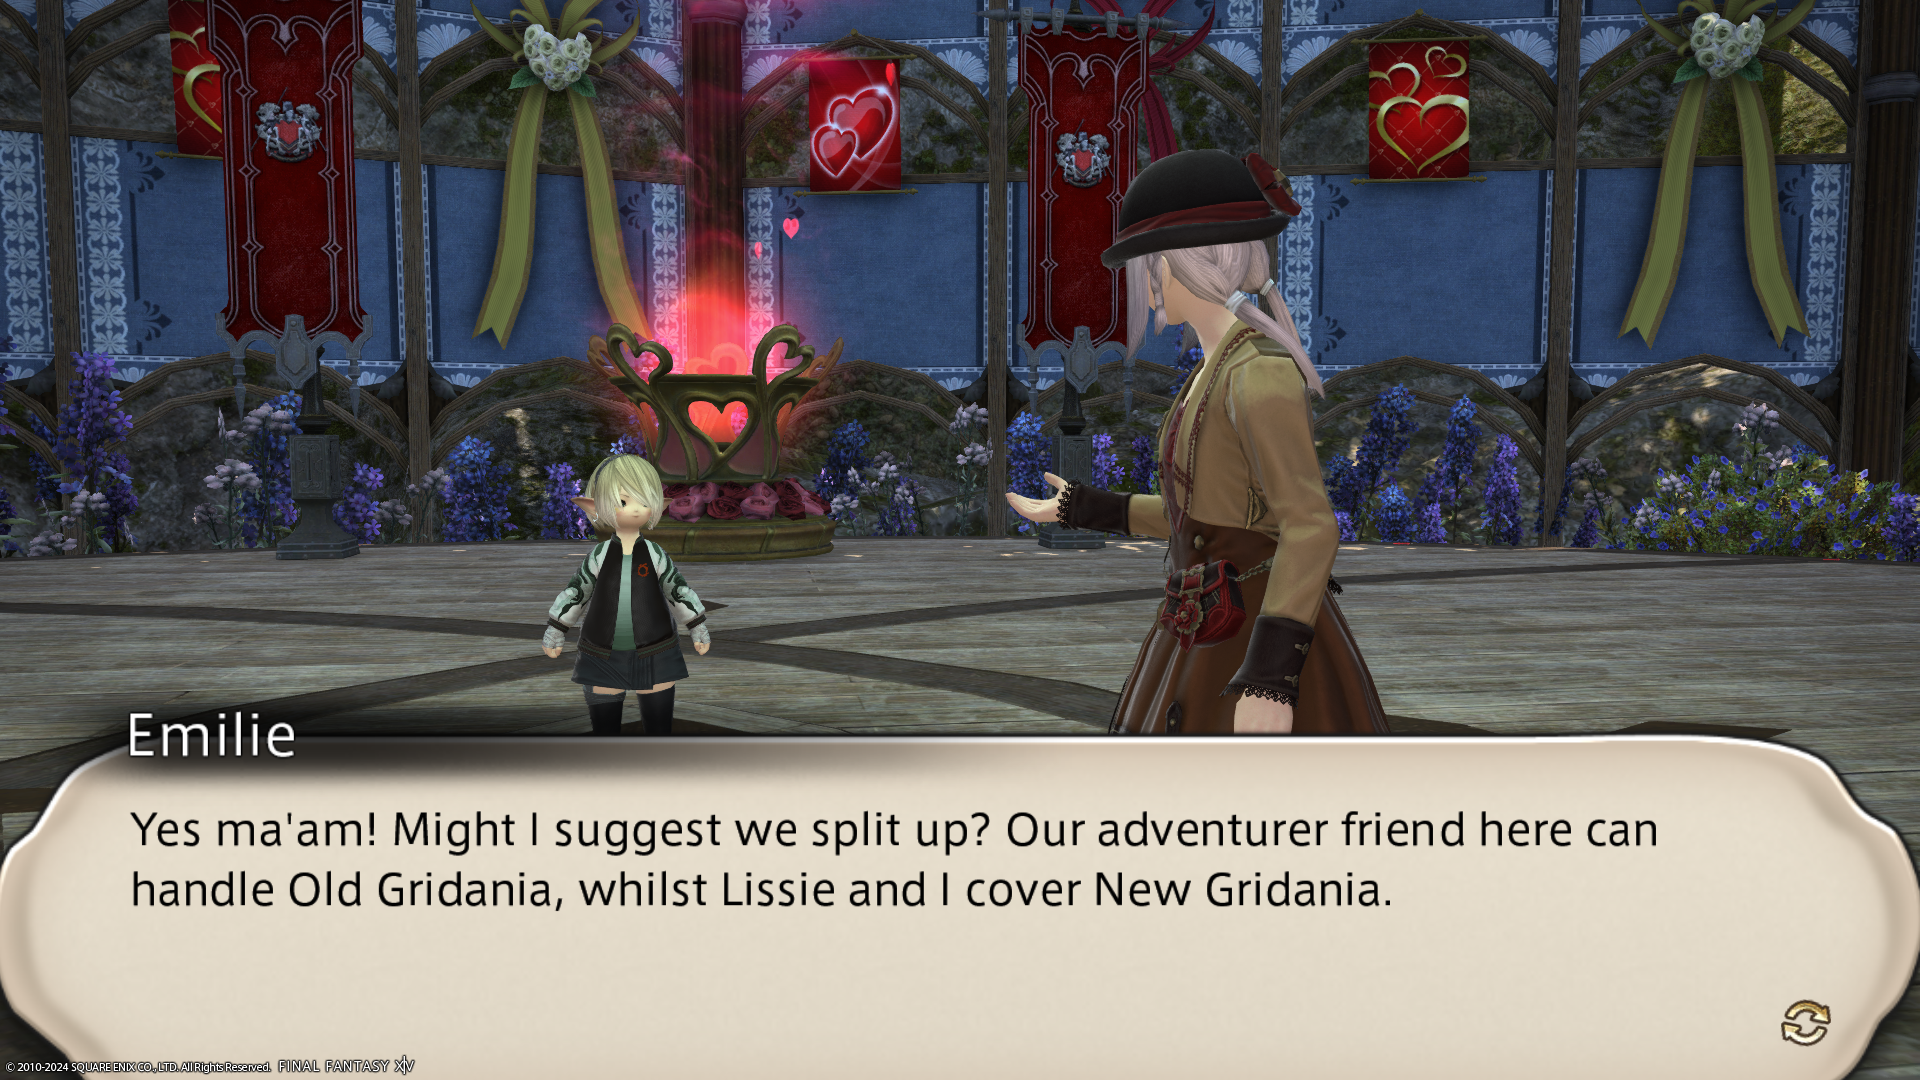 Emilie
Yes ma'am! Might I suggest we split up? Our adventurer friend here can
handle Old Gridania, whilst Lissie and I cover New Gridania.
© 2010-2024 SQUARE ENIX CO., LTD. All Rights Reserved. FINAL FANTASY XIV